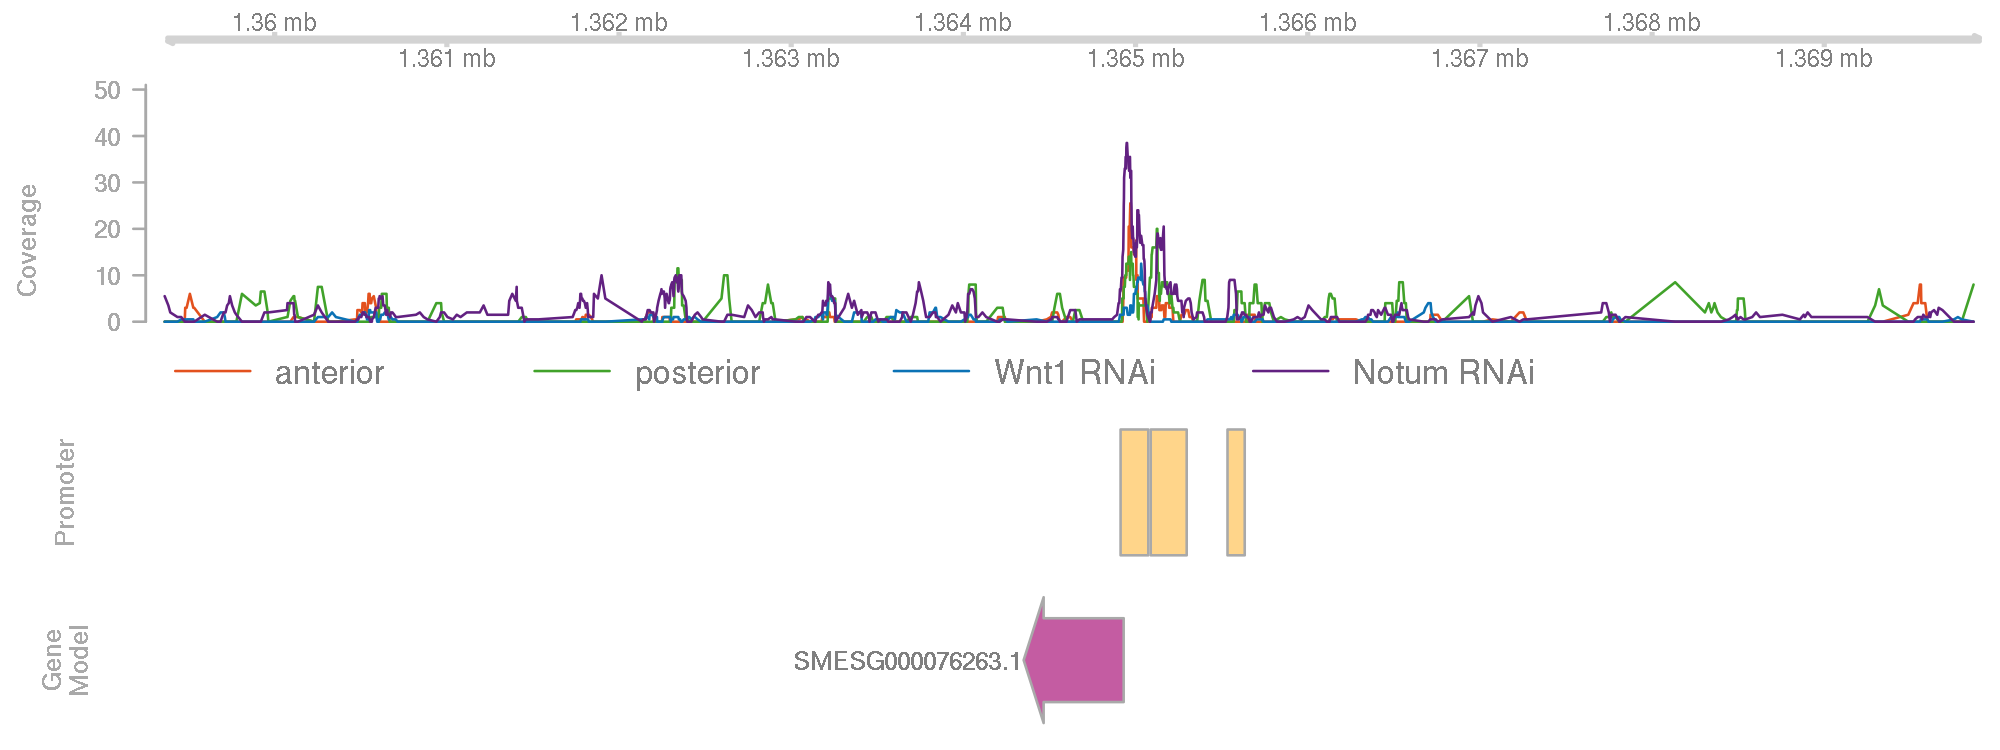 1.36 mb 1.362 mb 1.364 mb 1.366 mb 1.368 mb
1.361 mb 1.363 mb 1.365 mb 1.367 mb 1.369 mb
50
40
30
20
10
0
Coverage
anterior posterior Wnt1 RNAi Notum RNAi
Promoter
Gene
Model
SMESG000076263.1